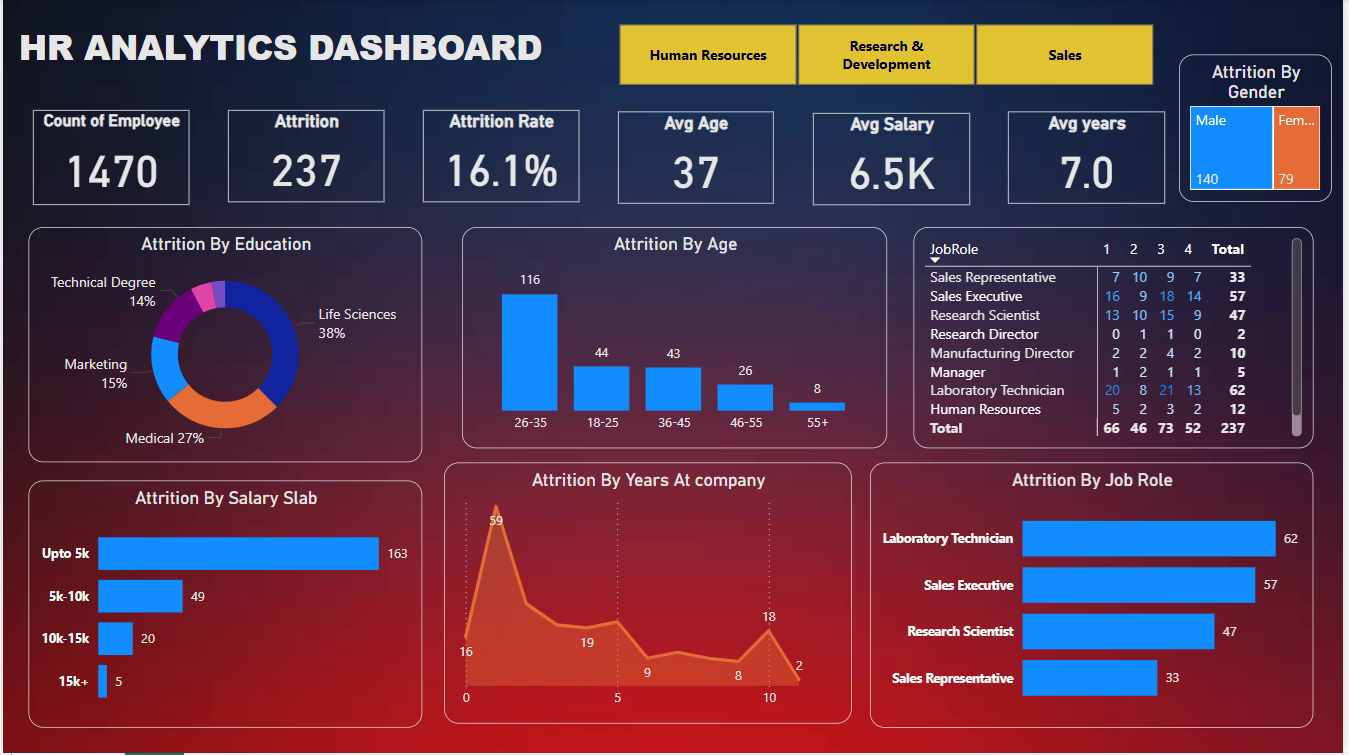 HR ANALYTICS DASHBOARD
Human Resources
Research &
Development
Sales
Attrition By
Gender
Male
Fem...
140
79
Count of Employee
1470
Attrition
237
Attrition Rate
16.1%
Avg Age
37
Avg Salary
6.5K
Avg years
7.0
Attrition By Education
Technical Degree
14%
Life Sciences
38%
Marketing
15%
Medical 27%
Attrition By Age
116
44
43
26
8
26-35 18-25 36-45 46-55 55+
JobRole 1 2 3 4 Total
Sales Representative 7 10 9 7 33
Sales Executive 16 9 18 14 57
Research Scientist 13 10 15 9 47
Research Director 0 1 1 0 2
Manufacturing Director 2 2 4 2 10
Manager 1 2 1 1 5
Laboratory Technician 20 8 21 13 62
Human Resources 5 2 3 2 12
Total 66 46 73 52 237
Attrition By Salary Slab
Upto 5k 163
5k-10k 49
10k-15k 20
15k+ 5
Attrition By Years At company
59
16
19
9
8
18
2
0 5 10
Attrition By Job Role
Laboratory Technician 62
Sales Executive 57
Research Scientist 47
Sales Representative 33